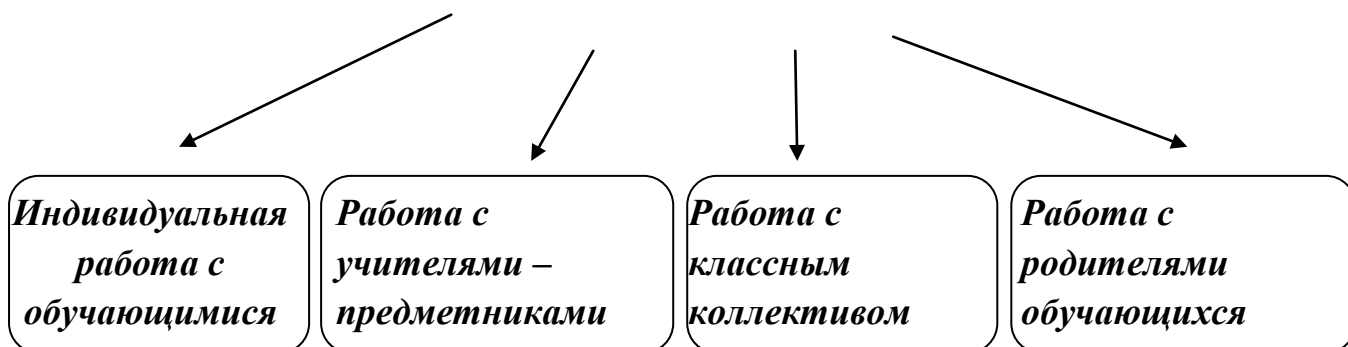 Индивидуальная
работа с
обучающимися
Работа с
учителями –
предметниками
Работа с
классным
коллективом
Работа с
родителями
обучающихся